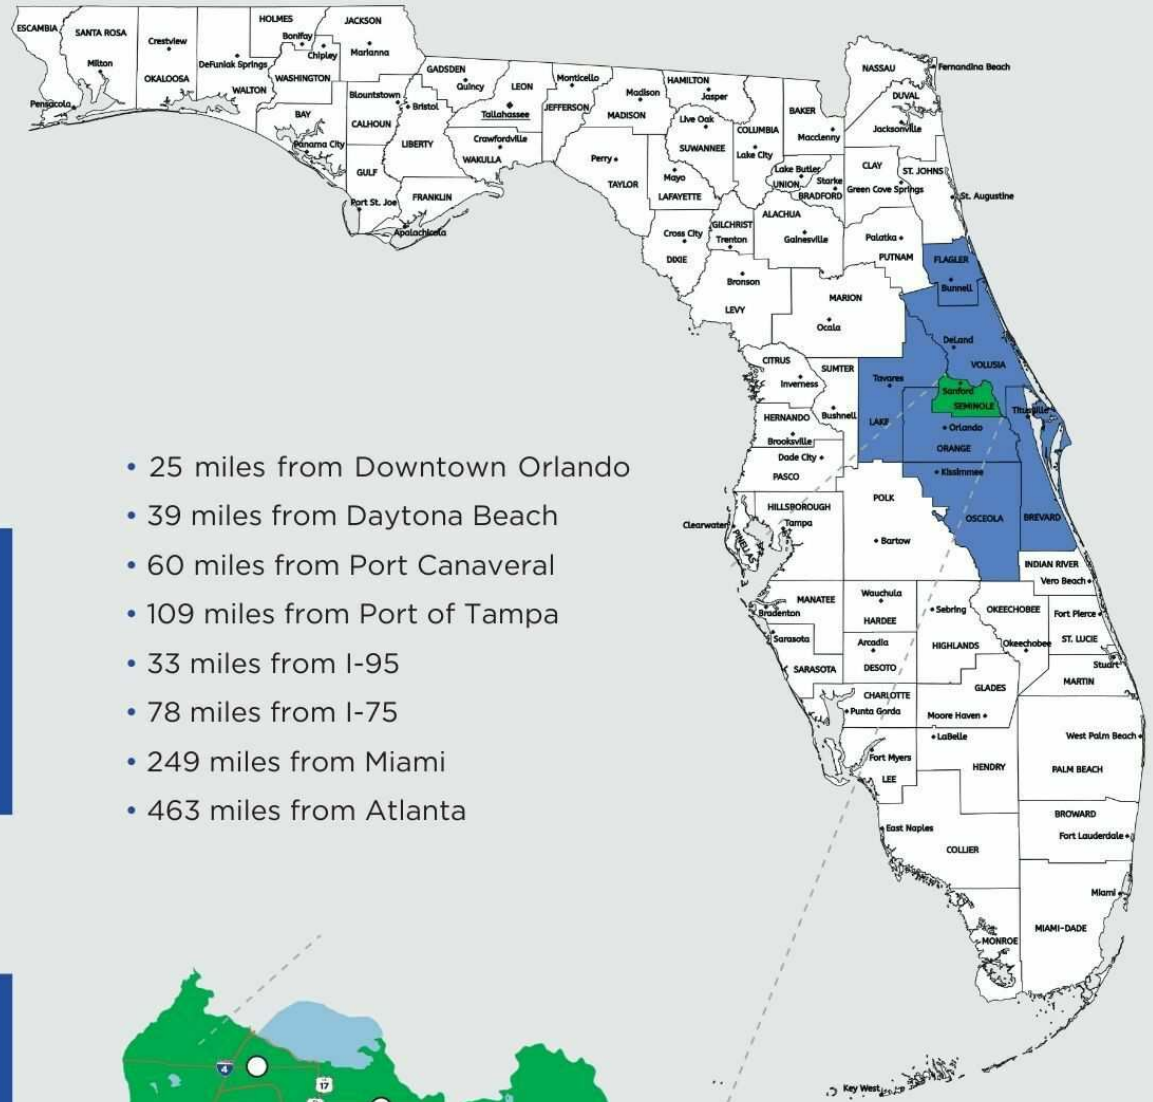 ESCAMBIA
SANTA ROSA
Milton
Pensacola
Crestview
OKALOOSA
HOLMES
Bonifay
DeFuniak Springs
WALTON
Chipley
WASHINGTON
JACKSON
Marianna
BAY
Panama City
Blountstown
CALHOUN
GULF
Port St. Joe
GADSDEN
Quincy
Bristol
LIBERTY
FRANKLIN
Apalachicola
LEON
Tallahassee
Crawfordville
WAKULLA
Monticello
JEFFERSON
Madison
MADISON
HAMILTON
Jasper
Live Oak
SUWANNEE
Perry
TAYLOR
Mayo
LAFAYETTE
COLUMBIA
Lake City
BAKER
Macclenny
NASSAU
Fernandina Beach
DUVAL
Jacksonville
CLAY
Green Cove Springs
ST. JOHNS
St. Augustine
Lake Butler
UNION
Starke
BRADFORD
ALACHUA
Gainesville
GILCHRIST
Trenton
Cross City
DIXIE
Palatka
PUTNAM
FLAGLER
Bunnell
Bronson
LEVY
MARION
Ocala
DeLand
VOLUSIA
CITRUS
Inverness
SUMTER
Bushnell
Tavares
LAKE
Sanford
SEMINOLE
Titusville
HERNANDO
Brooksville
Orlando
ORANGE
Dade City
PASCO
Kissimmee
OSCEOLA
BREVARD
POLK
Bartow
HILLSBOROUGH
Tampa
Clearwater
PINELLAS
INDIAN RIVER
Vero Beach
MANATEE
Bradenton
Wauchula
HARDEE
Sebring
HIGHLANDS
OKEECHOBEE
Okeechobee
Fort Pierce
ST. LUCIE
Sarasota
SARASOTA
Arcadia
DESOTO
Stuart
MARTIN
CHARLOTTE
Punta Gorda
GLADES
Moore Haven
LaBelle
HENDRY
West Palm Beach
PALM BEACH
Fort Myers
LEE
East Naples
COLLIER
BROWARD
Fort Lauderdale
Miami
MIAMI-DADE
MONROE
Key West
• 25 miles from Downtown Orlando
• 39 miles from Daytona Beach
• 60 miles from Port Canaveral
• 109 miles from Port of Tampa
• 33 miles from I-95
• 78 miles from I-75
• 249 miles from Miami
• 463 miles from Atlanta
4
17